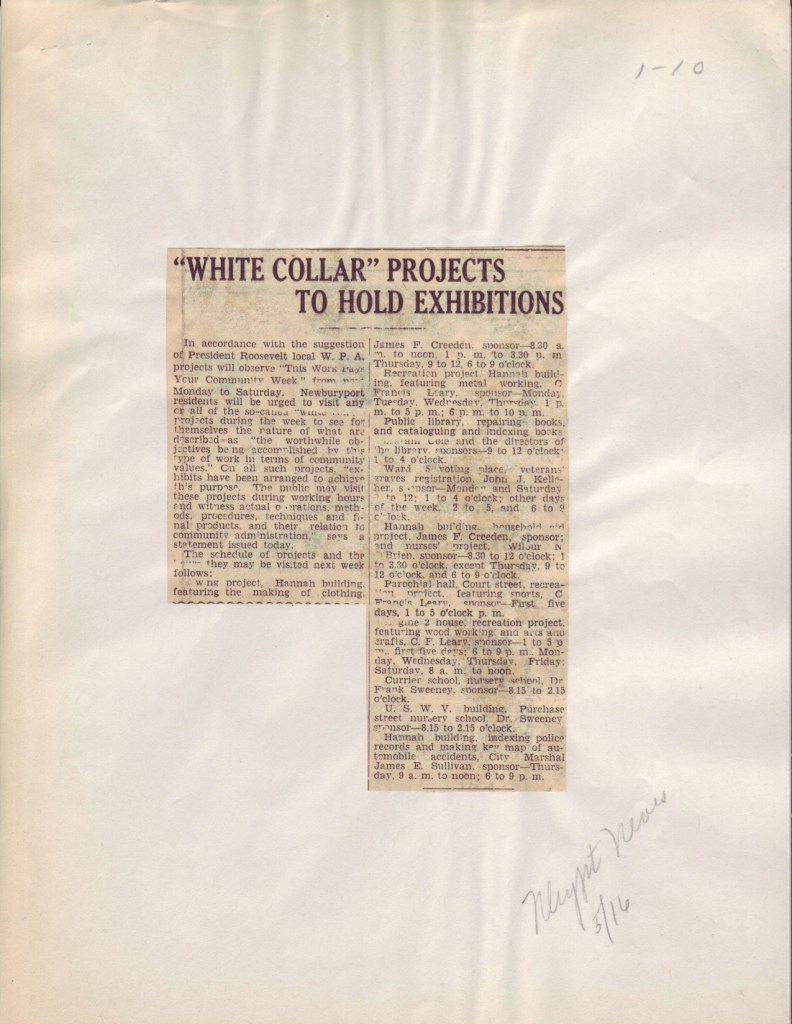 1-10
“WHITE COLLAR” PROJECTS
TO HOLD EXHIBITIONS
In accordance with the suggestion
of President Roosevelt local W. P. A.
projects will observe “This Work Pays
Your Community Week” from next
Monday to Saturday. Newburyport
residents will be urged to visit any
or all of the so-called “white
projects during the week to see for
themselves the nature of what are
described as “the worthwhile ob-
jectives being accomplished by this
type of work in terms of community
values.” On all such projects, “ex-
hibits have been arranged to achieve
this purpose. The public may visit
these projects during working hours
and witness actual operations, meth-
ods, procedures, techniques and fi-
nal products, and their relation to
community administration,” says a
statement issued today.
The schedule of projects and the
they may be visited next week
follows:
project, Hannah building,
featuring the making of clothing,
James F. Creeden, sponsor—8.30 a.
m. to noon, 1 p. m. to 3.30 p. m.
Thursday, 9 to 12, 6 to 9 o'clock.
Recreation project, Hannah build-
ing, featuring metal working, C
Francis Leary, sponsor—Monday,
Tuesday, Wednesday, Thursday, 1 p.
m. to 5 p. m.; 6 p. m. to 10 p. m.
Public library, repairing books,
and cataloguing and indexing books
and the directors of
the library, sponsors—9 to 12 o'clock;
1 to 4 o'clock.
Ward 5 voting place, veterans'
graves registration, John J. Kelle-
her, sponsor—Monday and Saturday
to 12; 1 to 4 o'clock; other days
of the week, 2 to 5, and 6 to 9
o'clock.
Hannah building, household aid
project, James F. Creeden, sponsor;
and nurses' project, Wilbur N
Brien, sponsor—8.30 to 12 o'clock; 1
to 3.30 o'clock, except Thursday, 9 to
12 o'clock, and 6 to 9 o'clock.
Parochial hall, Court street, recrea-
tion project, featuring sports, C
Francis Leary, sponsor—First five
days, 1 to 5 o'clock p. m.
2 house, recreation project,
featuring wood working and arts and
crafts, C. F. Leary, sponsor—1 to 5 p
m. first five days; 6 to 9 p. m. Mon-
day, Wednesday, Thursday, Friday;
Saturday, 8 a. m. to noon.
Currier school, nursery school, Dr
Frank Sweeney, sponsor—8.15 to 2.15
o'clock.
U. S. W. V. building, Purchase
street nursery school, Dr. Sweeney
sponsor—8.15 to 2.15 o'clock.
Hannah building, indexing police
records and making key map of au-
tomobile accidents, City Marshal
James E. Sullivan, sponsor—Thurs-
day, 9 a. m. to noon; 6 to 9 p. m.
News
5/16